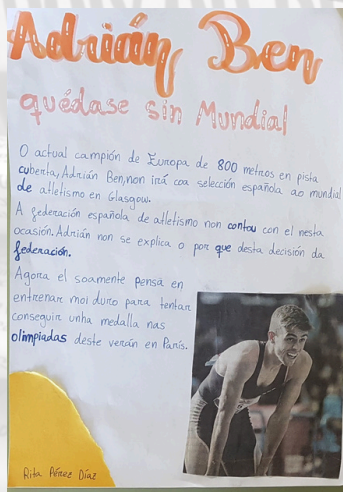 Adrián Ben
quédase sin Mundial
O actual campión de Europa de 800 metros en pista
cuberta, Adrián Ben, non irá coa selección española ao mundial
de atletismo en Glasgow.
A federación española de atletismo non contou con el nesta
ocasión. Adrián non se explica o por que desta decisión da
federación.
Agora el soamente pensa en
entrenar moi duro para tentar
conseguir unha medalla nas
olimpiadas deste verán en París.
Rita Pérez Díaz